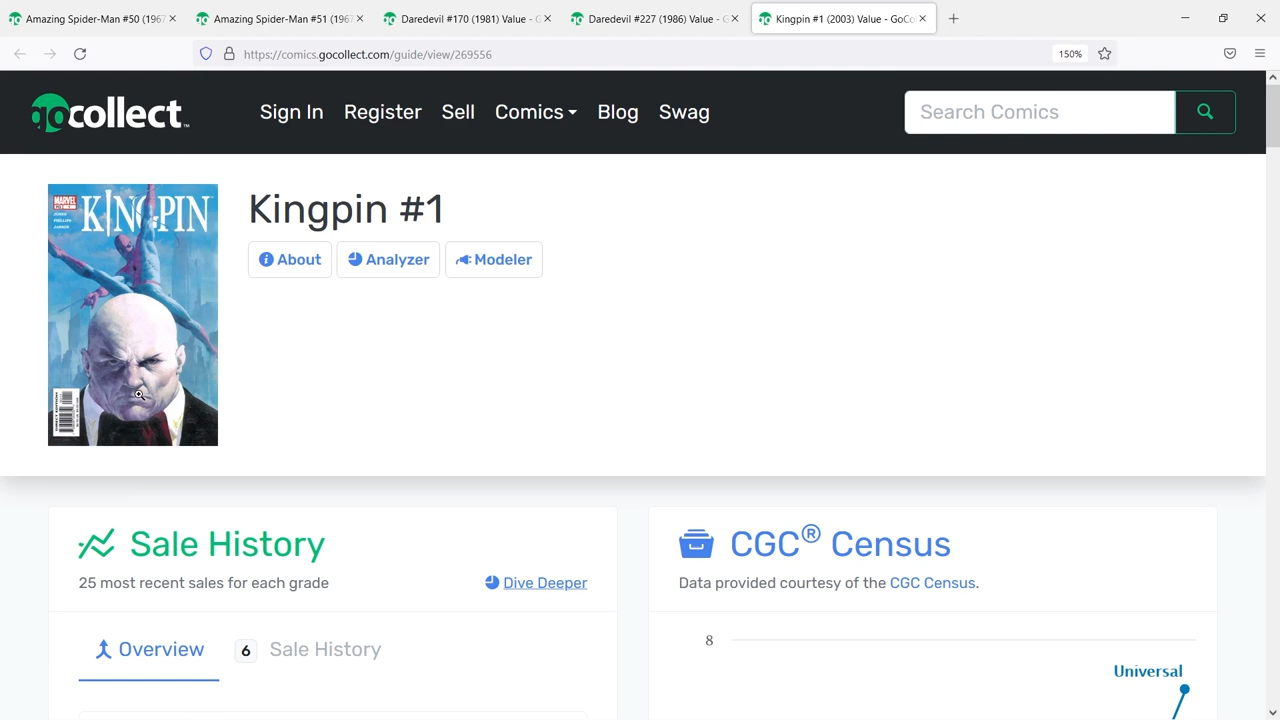 Amazing Spider-Man #50 (1967
Amazing Spider-Man #51 (1967
Daredevil #170 (1981) Value - G
Daredevil #227 (1986) Value - G
Kingpin #1 (2003) Value - GoCo
https://comics.gocollect.com/guide/view/269556
150%
gocollect™
Sign In
Register
Sell
Comics
Blog
Swag
Search Comics
MARVEL
KINGPIN
Kingpin #1
About
Analyzer
Modeler
Sale History
25 most recent sales for each grade
Dive Deeper
Overview
6
Sale History
CGC® Census
Data provided courtesy of the CGC Census.
8
Universal